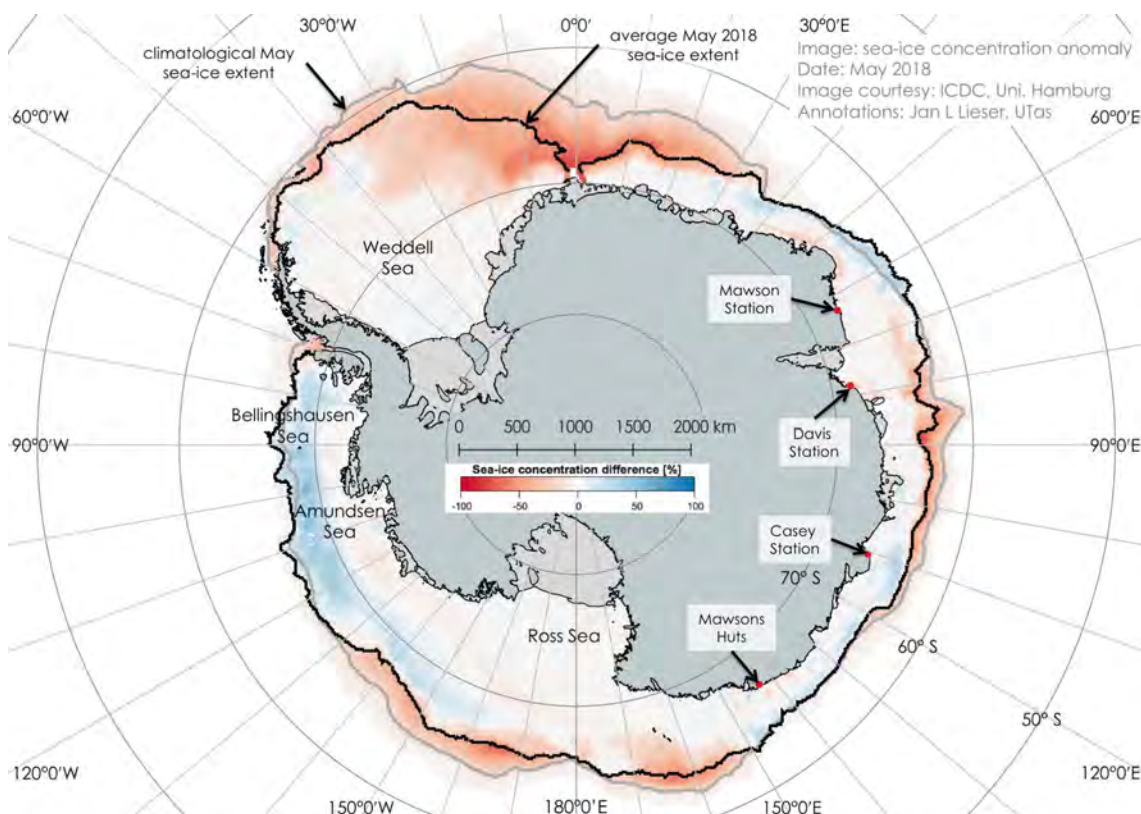 30°0'W
0°0'
30°0'E
climatological May
sea-ice extent
average May 2018
sea-ice extent
Image: sea-ice concentration anomaly
Date: May 2018
Image courtesy: ICDC, Uni. Hamburg
Annotations: Jan L Lieser, UTas
60°0'W
60°0'E
Weddell
Sea
Mawson
Station
Bellingshausen
Sea
90°0'W
0 500 1000 1500 2000 km
Davis
Station
90°0'E
Sea-ice concentration difference [%]
-100 -50 0 50 100
Amundsen
Sea
Casey
Station
70° S
Ross Sea
Mawsons
Huts
60° S
50° S
120°0'W
120°0'E
150°0'W
180°0'E
150°0'E